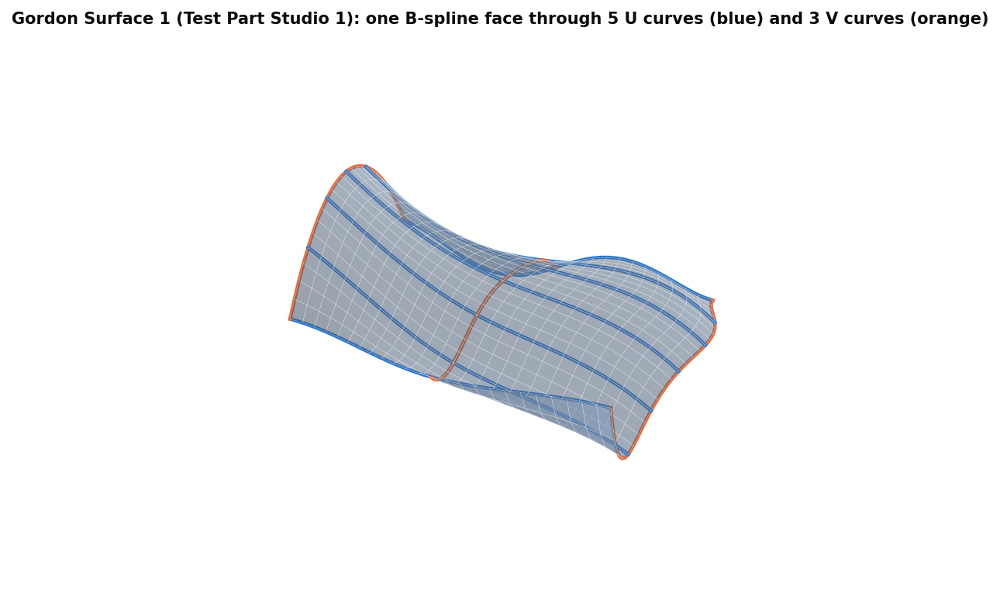 Gordon Surface 1 (Test Part Studio 1): one B-spline face through 5 U curves (blue) and 3 V curves (orange)